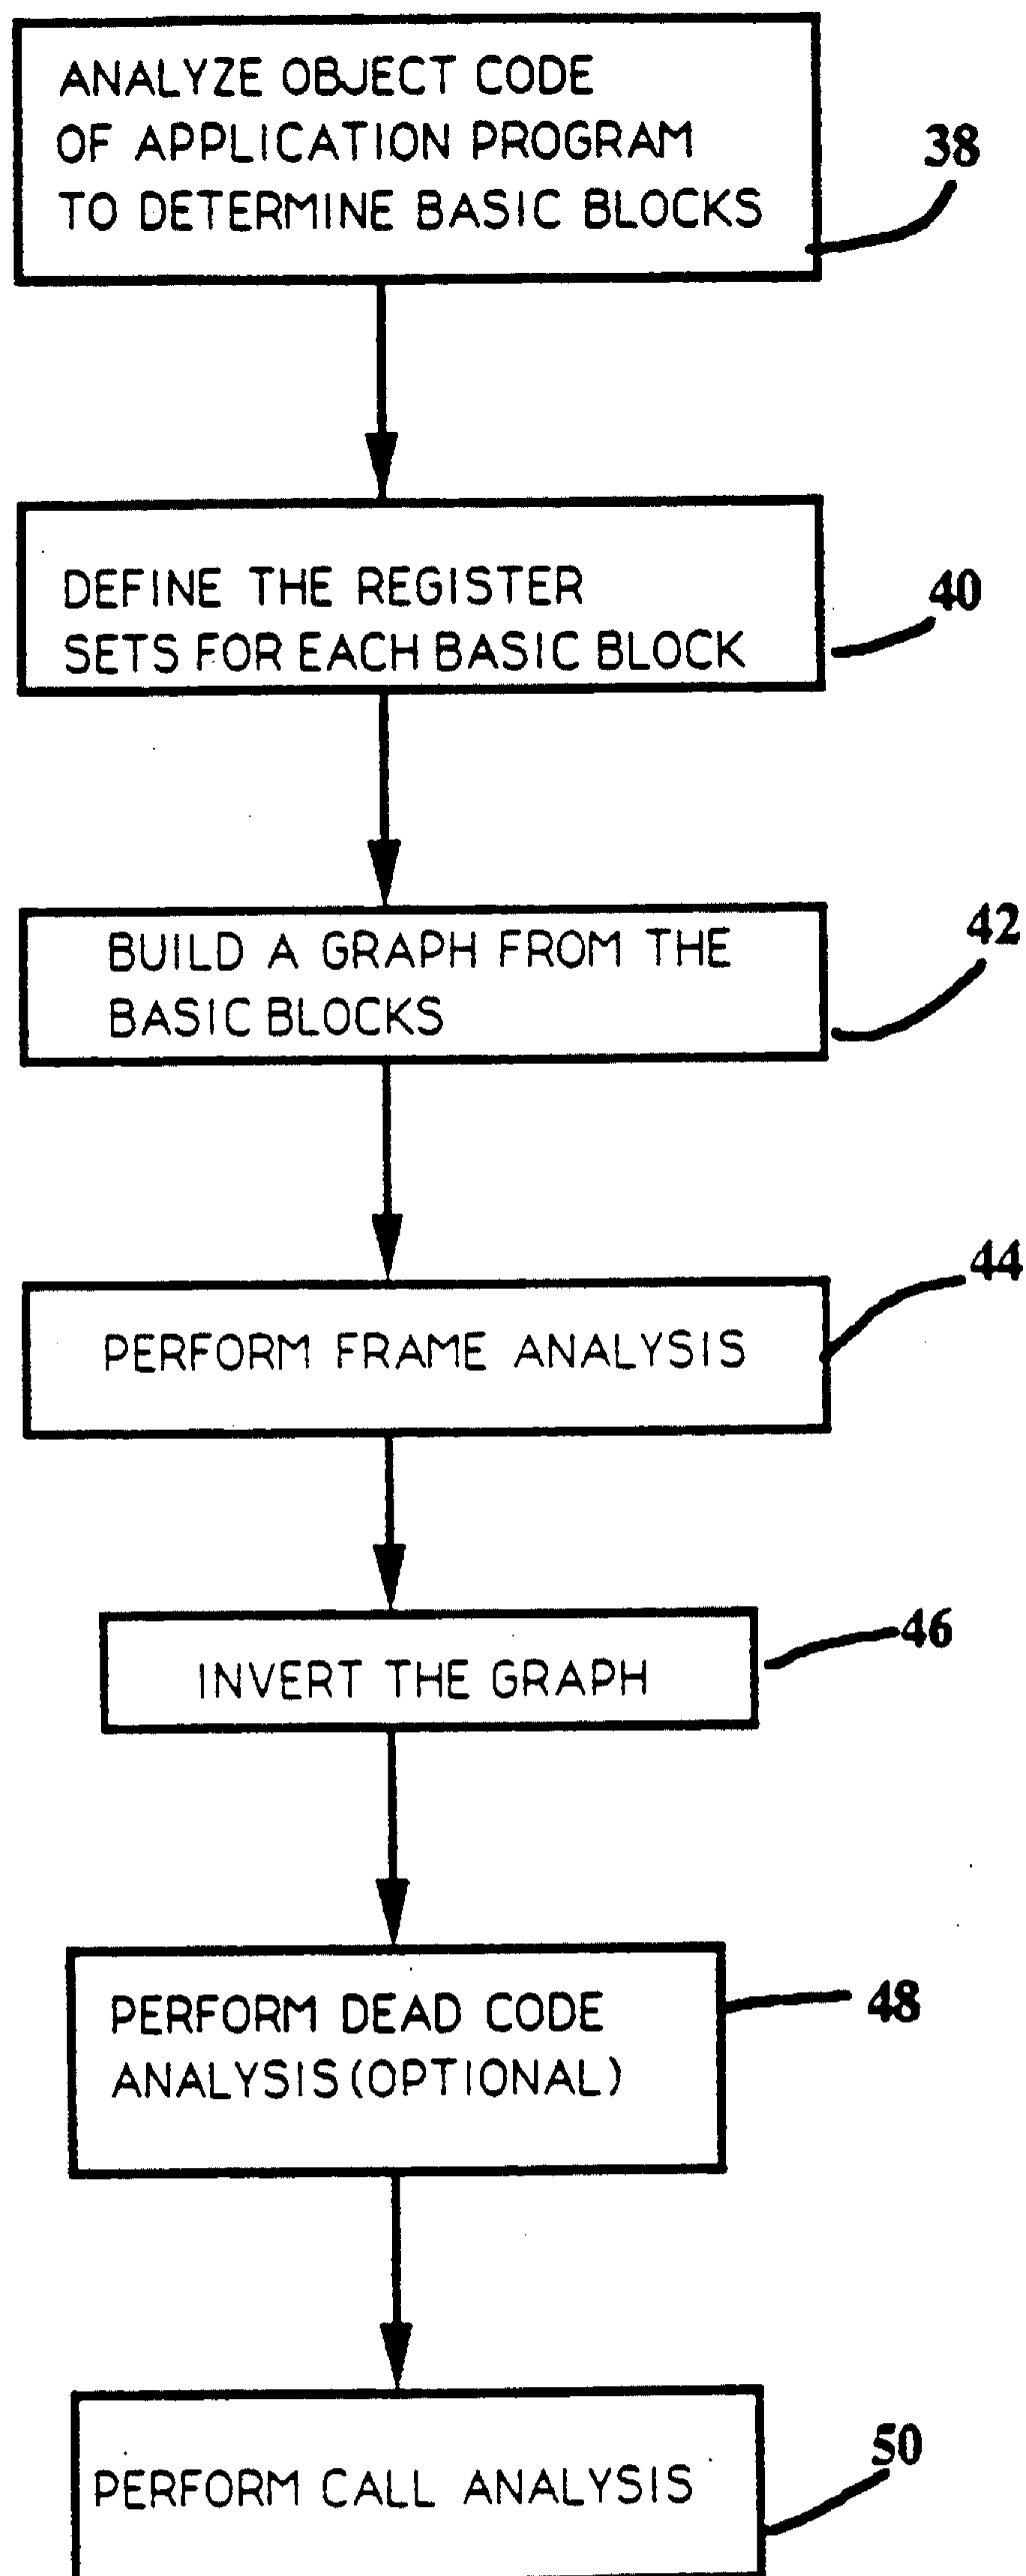 ANALYZE OBJECT CODE
OF APPLICATION PROGRAM
TO DETERMINE BASIC BLOCKS
38
DEFINE THE REGISTER
SETS FOR EACH BASIC BLOCK
40
BUILD A GRAPH FROM THE
BASIC BLOCKS
42
PERFORM FRAME ANALYSIS
44
INVERT THE GRAPH
46
PERFORM DEAD CODE
ANALYSIS(OPTIONAL)
48
PERFORM CALL ANALYSIS
50